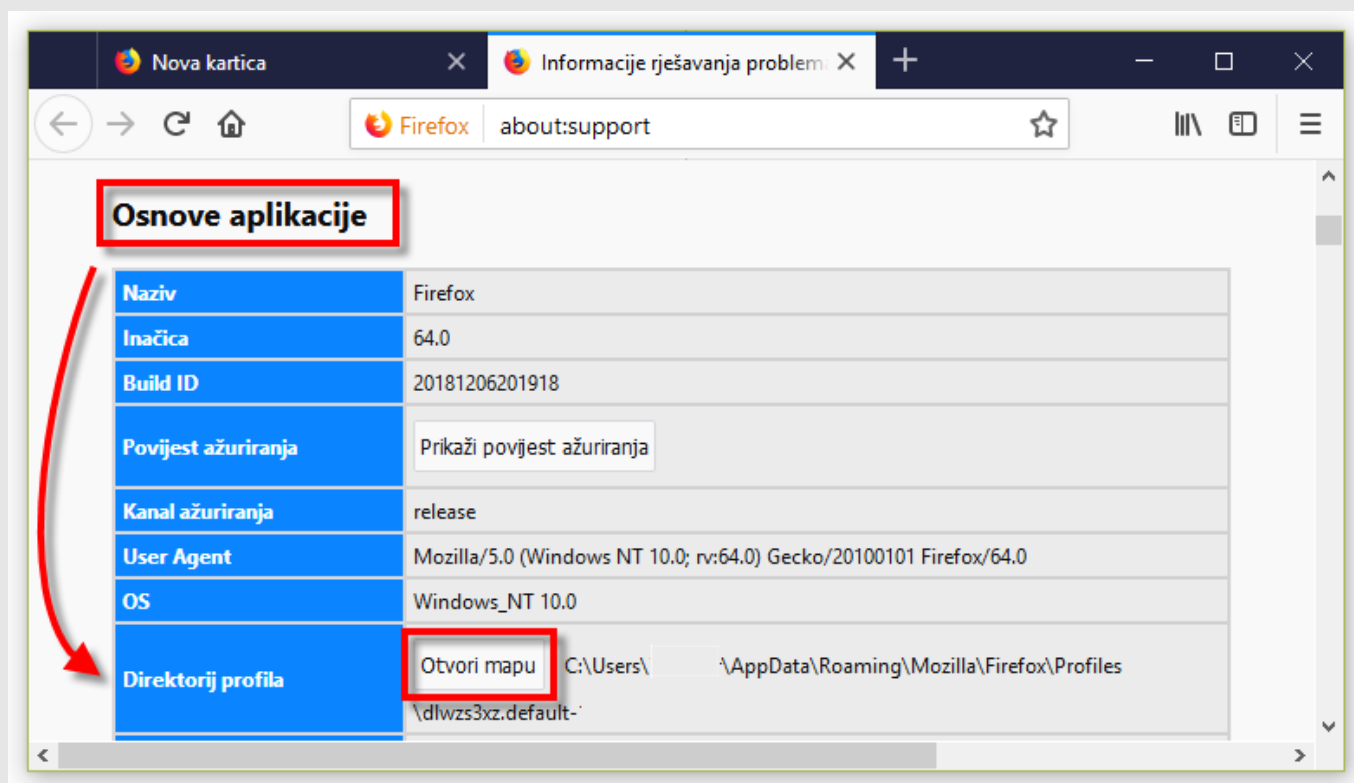 Nova kartica
Informacije rješavanja problem
Firefox about:support
Osnove aplikacije
Naziv Firefox
Inačica 64.0
Build ID 20181206201918
Povijest ažuriranja Prikaži povijest ažuriranja
Kanal ažuriranja release
User Agent Mozilla/5.0 (Windows NT 10.0; rv:64.0) Gecko/20100101 Firefox/64.0
OS Windows_NT 10.0
Direktorij profila Otvori mapu C:\Users\ \AppData\Roaming\Mozilla\Firefox\Profiles
\dlwzs3xz.default-